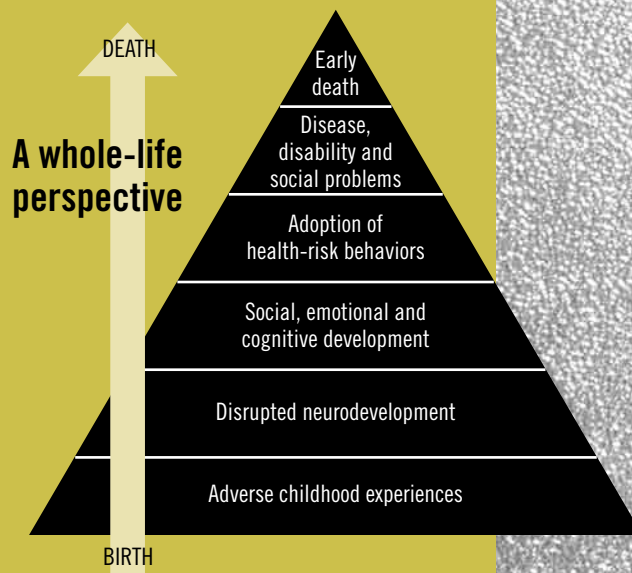 DEATH
A whole-life
perspective
BIRTH
Early
death
Disease,
disability and
social problems
Adoption of
health-risk behaviors
Social, emotional and
cognitive development
Disrupted neurodevelopment
Adverse childhood experiences